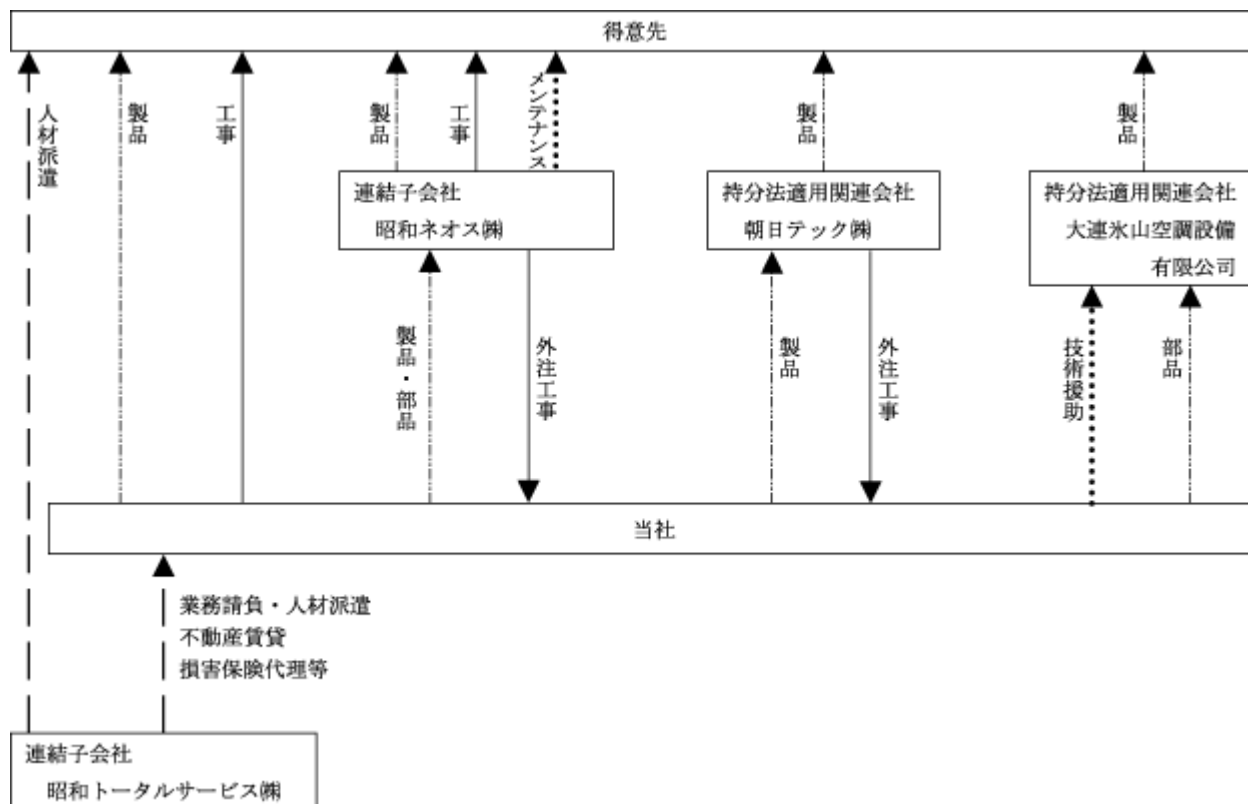 得意先
人材派遣
製品
工事
製品
工事
メンテナンス
製品
製品
連結子会社
昭和ネオス㈱
持分法適用関連会社
朝日テック㈱
持分法適用関連会社
大連氷山空調設備
有限公司
製品・部品
外注工事
製品
外注工事
技術援助
部品
当社
業務請負・人材派遣
不動産賃貸
損害保険代理等
連結子会社
昭和トータルサービス㈱